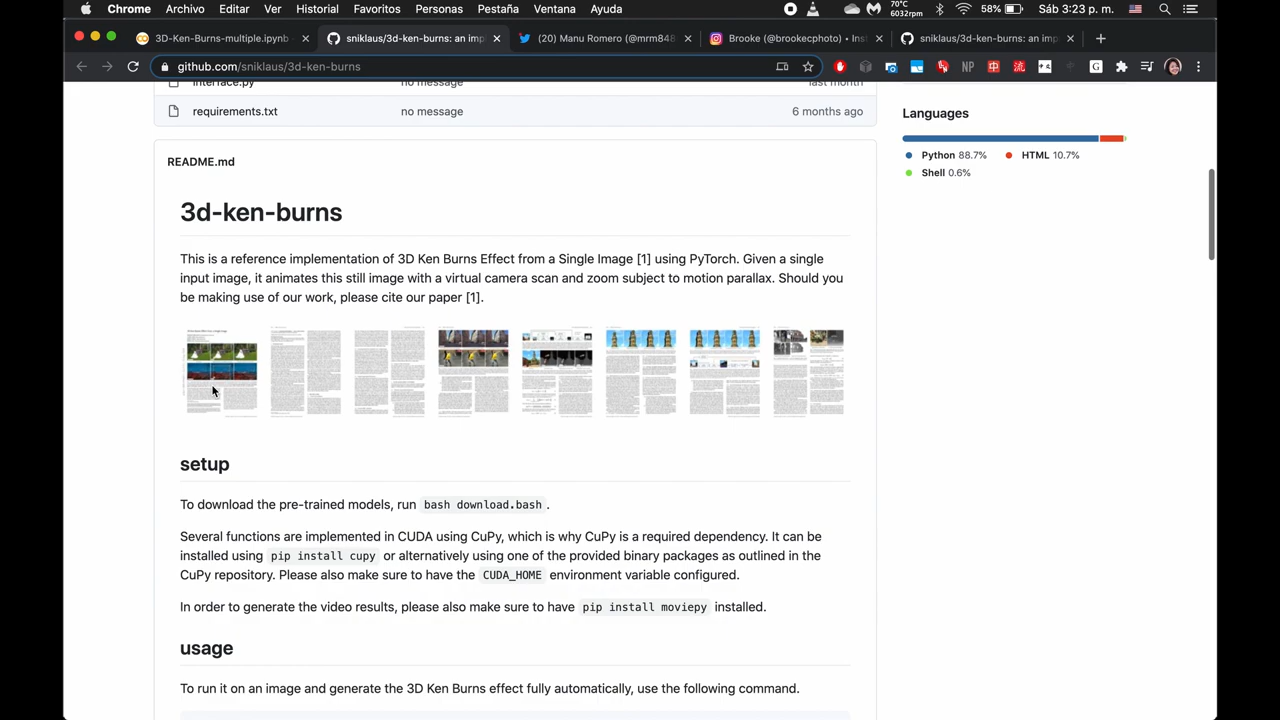 Chrome Archivo Editar Ver Historial Favoritos Personas Pestaña Ventana Ayuda 70°C 6032rpm 58% Sáb 3:23 p. m.
3D-Ken-Burns-multiple.ipynb sniklaus/3d-ken-burns: an imp (20) Manu Romero (@mrm848 Brooke (@brookecphoto) • Ins sniklaus/3d-ken-burns: an imp
github.com/sniklaus/3d-ken-burns
interface.py last month
requirements.txt no message 6 months ago
Languages
Python 88.7% HTML 10.7%
Shell 0.6%
README.md
3d-ken-burns
This is a reference implementation of 3D Ken Burns Effect from a Single Image [1] using PyTorch. Given a single
input image, it animates this still image with a virtual camera scan and zoom subject to motion parallax. Should you
be making use of our work, please cite our paper [1].
setup
To download the pre-trained models, run bash download.bash .
Several functions are implemented in CUDA using CuPy, which is why CuPy is a required dependency. It can be
installed using pip install cupy or alternatively using one of the provided binary packages as outlined in the
CuPy repository. Please also make sure to have the CUDA_HOME environment variable configured.
In order to generate the video results, please also make sure to have pip install moviepy installed.
usage
To run it on an image and generate the 3D Ken Burns effect fully automatically, use the following command.